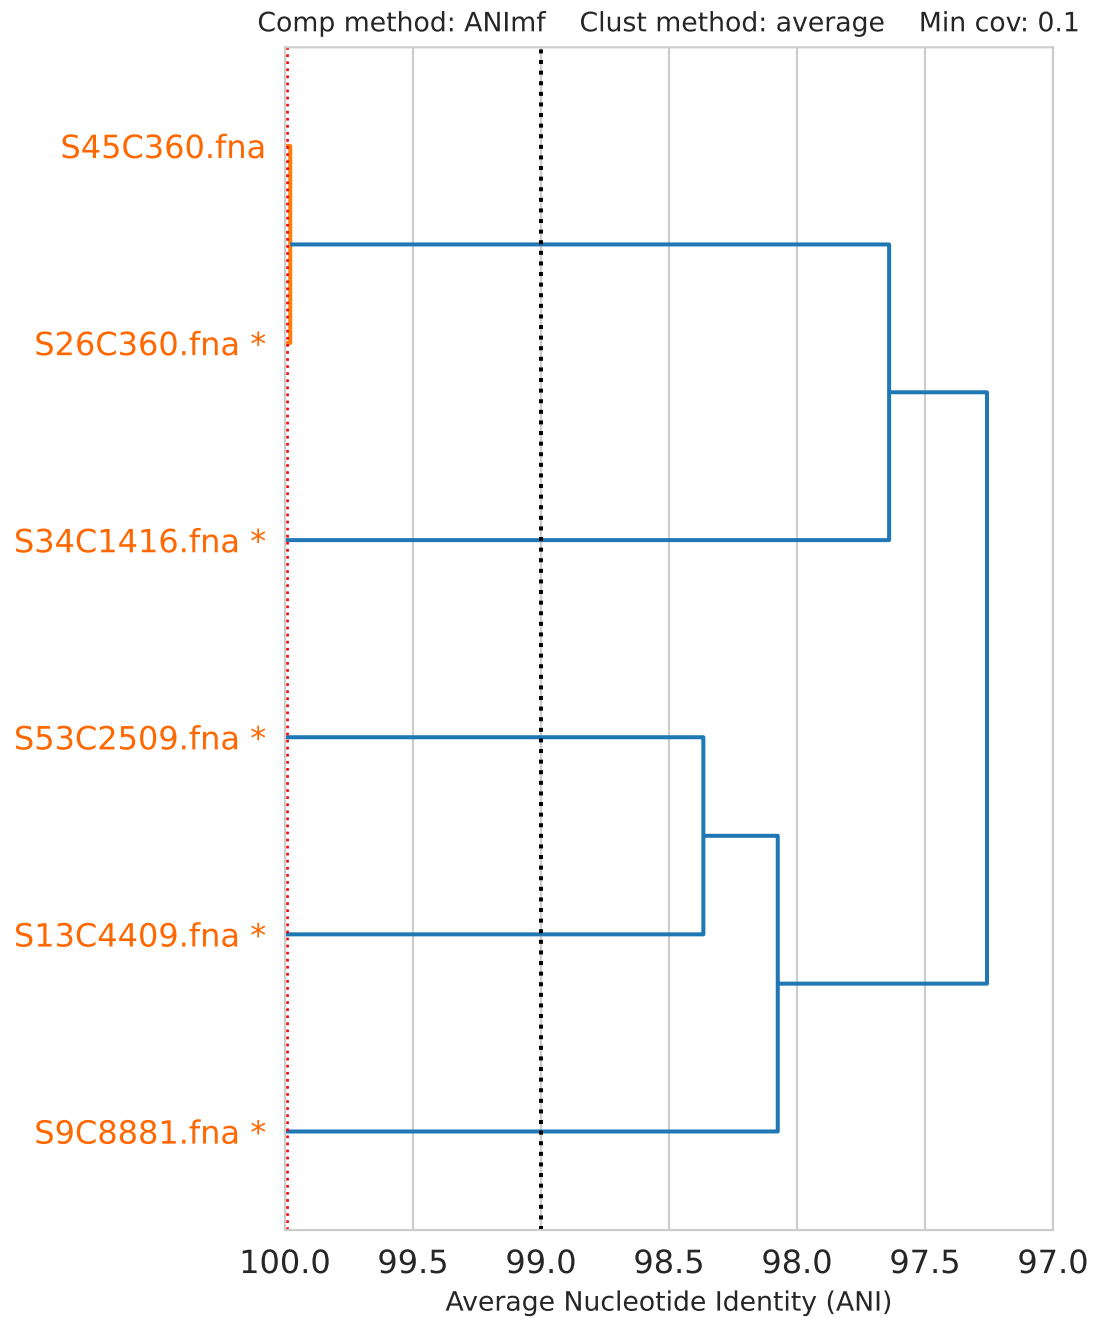 Comp method: ANImf    Clust method: average    Min cov: 0.1
S45C360.fna
S26C360.fna *
S34C1416.fna *
S53C2509.fna *
S13C4409.fna *
S9C8881.fna *
100.0 99.5 99.0 98.5 98.0 97.5 97.0
Average Nucleotide Identity (ANI)